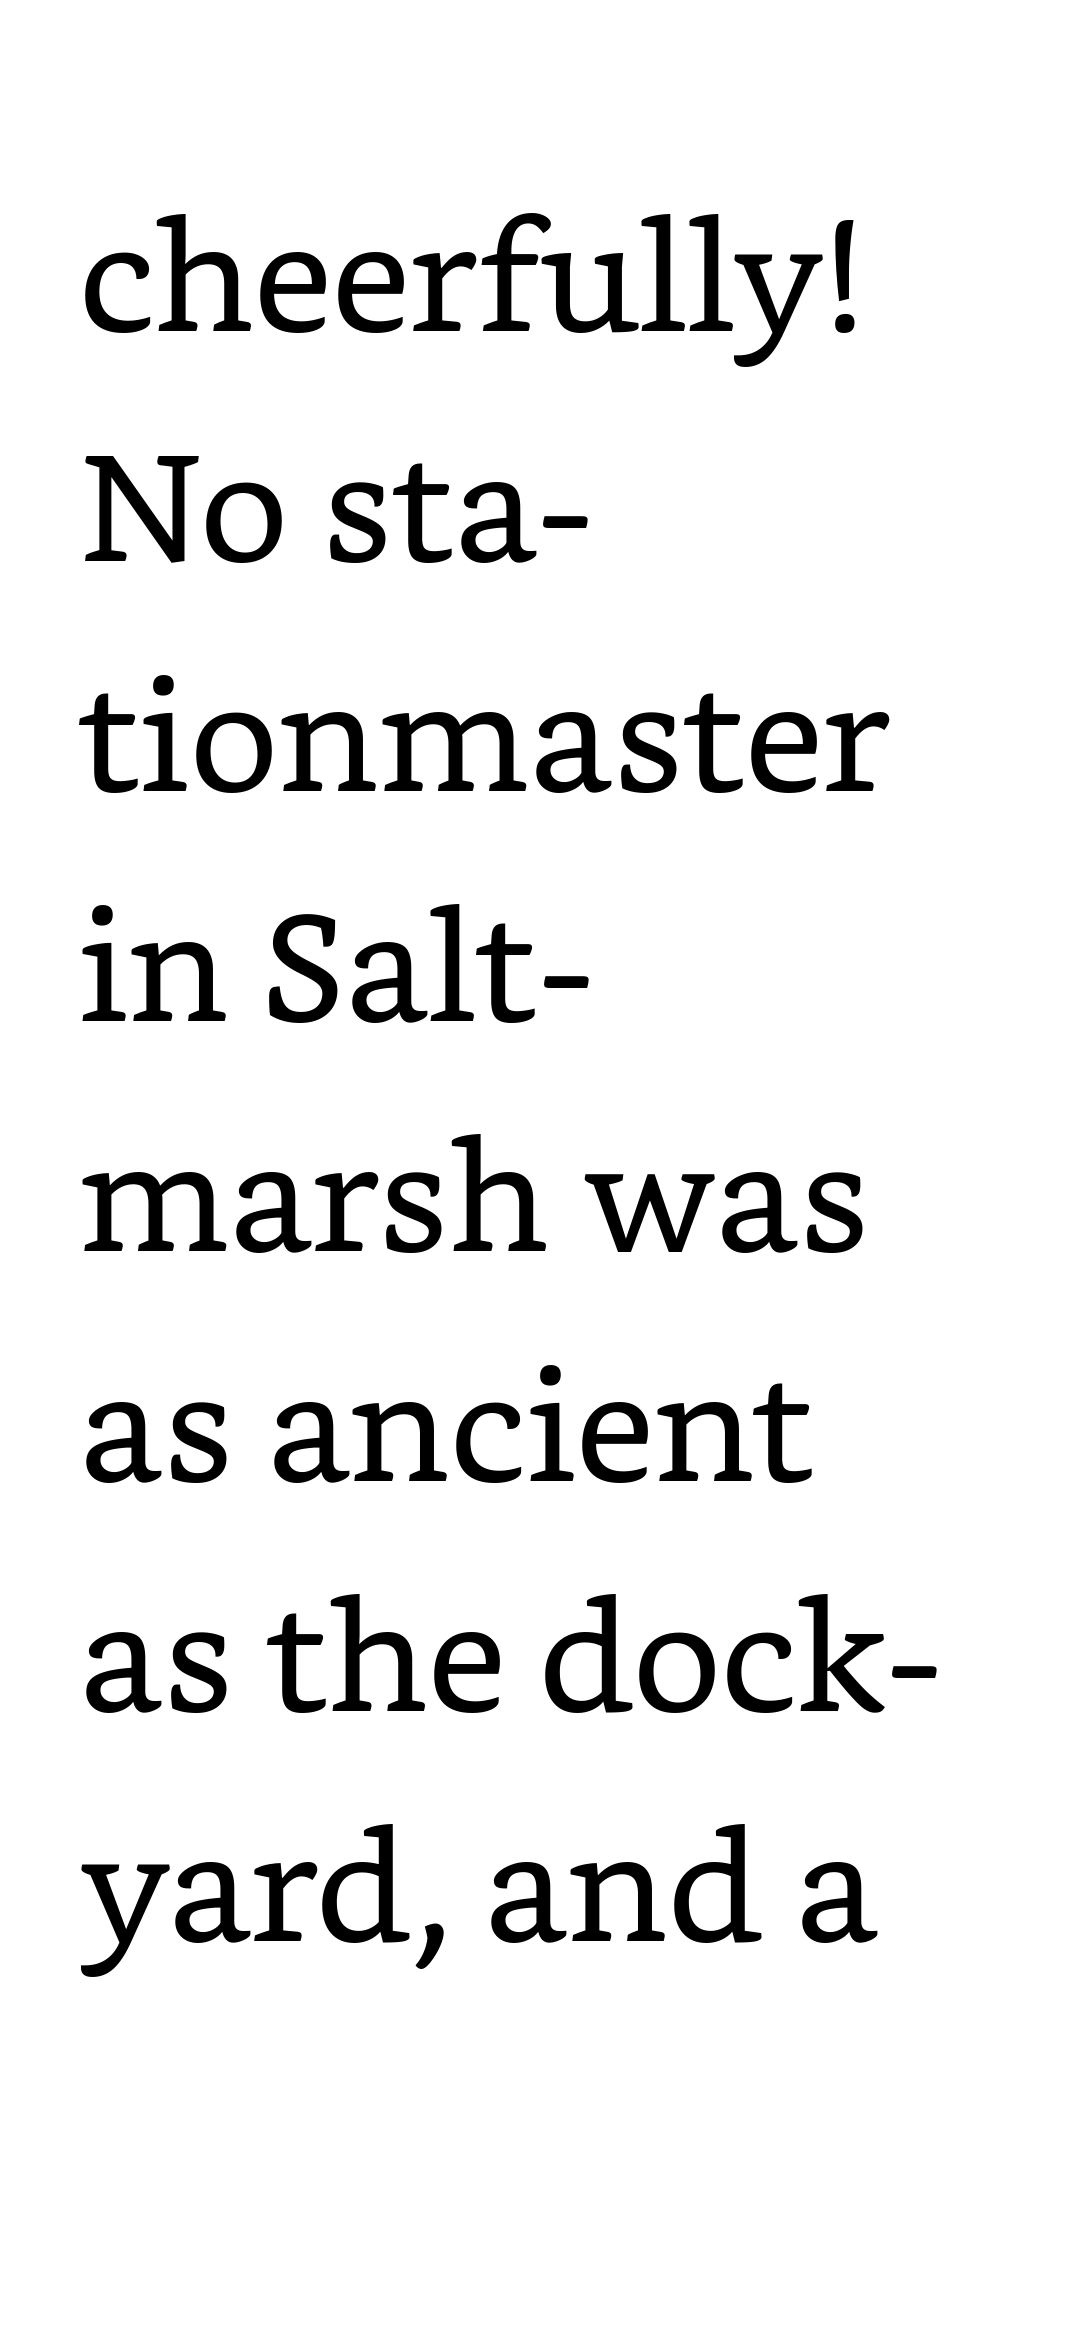 cheerfully!
No sta-
tionmaster
in Salt-
marsh was
as ancient
as the dock-
yard, and a